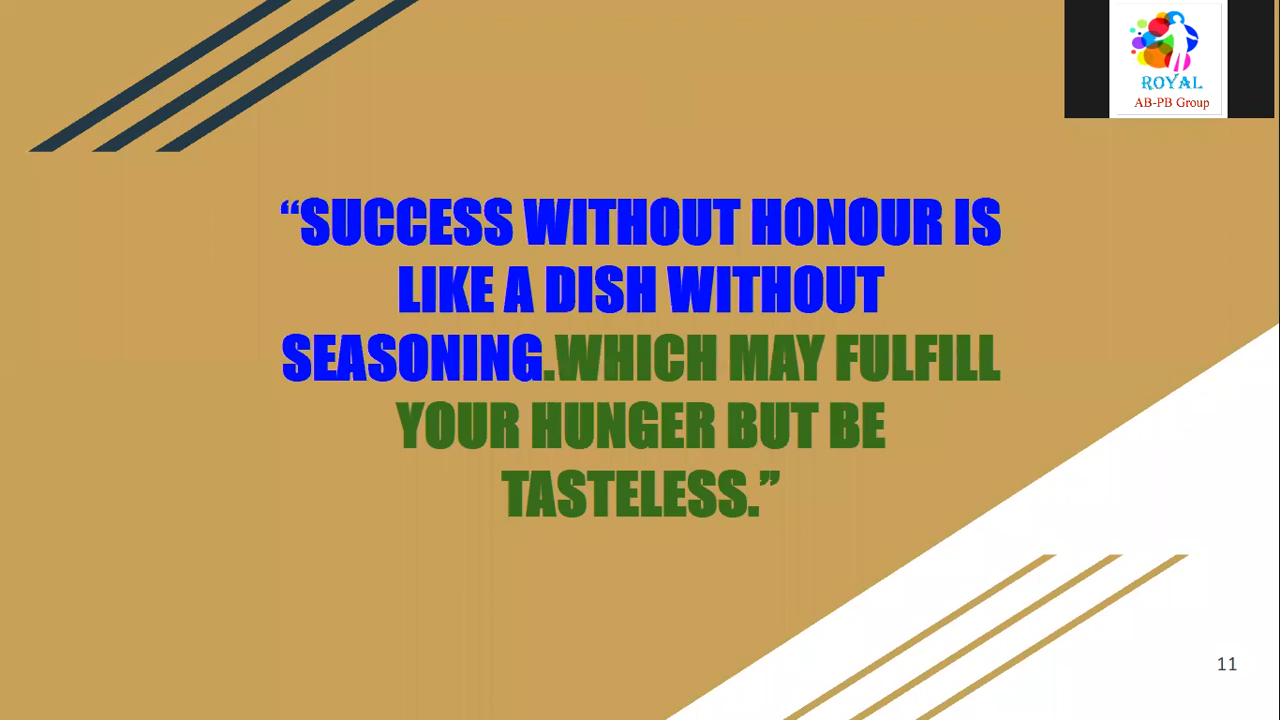 ROYAL
AB-PB Group
“SUCCESS WITHOUT HONOUR IS
LIKE A DISH WITHOUT
SEASONING.WHICH MAY FULFILL
YOUR HUNGER BUT BE
TASTELESS.”
11